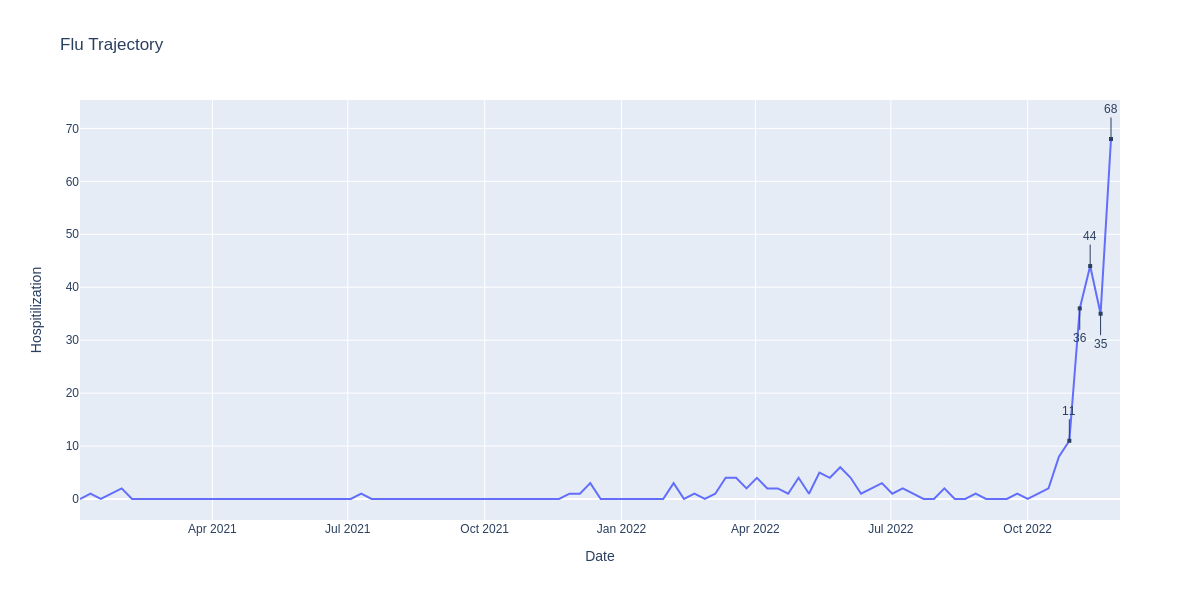 Flu Trajectory
68
70
60
50
44
40
36
35
30
20
11
10
0
Hospitilization
Apr 2021
Jul 2021
Oct 2021
Jan 2022
Apr 2022
Jul 2022
Oct 2022
Date